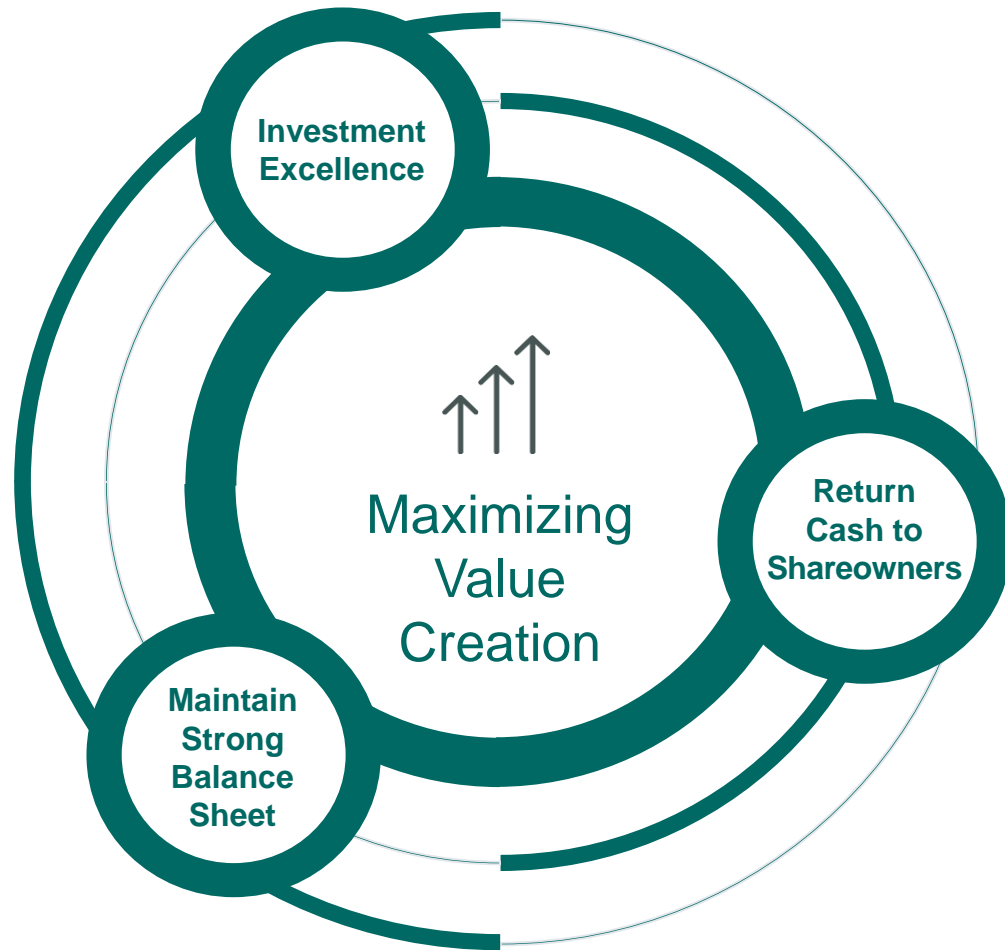 Investment
Excellence
Return
Cash to
Shareowners
Maximizing
Value
Creation
Maintain
Strong
Balance
Sheet